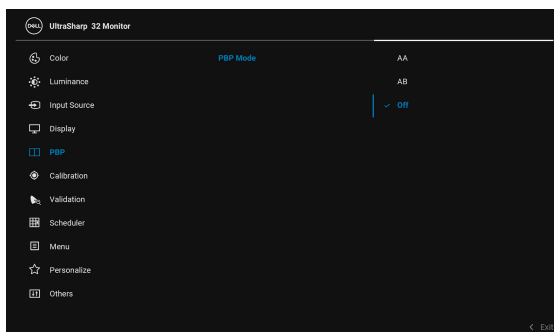 DELL UltraSharp 32 Monitor
Color PBP Mode AA
Luminance AB
Input Source Off
Display
PBP
Calibration
Validation
Scheduler
Menu
Personalize
Others
Exit